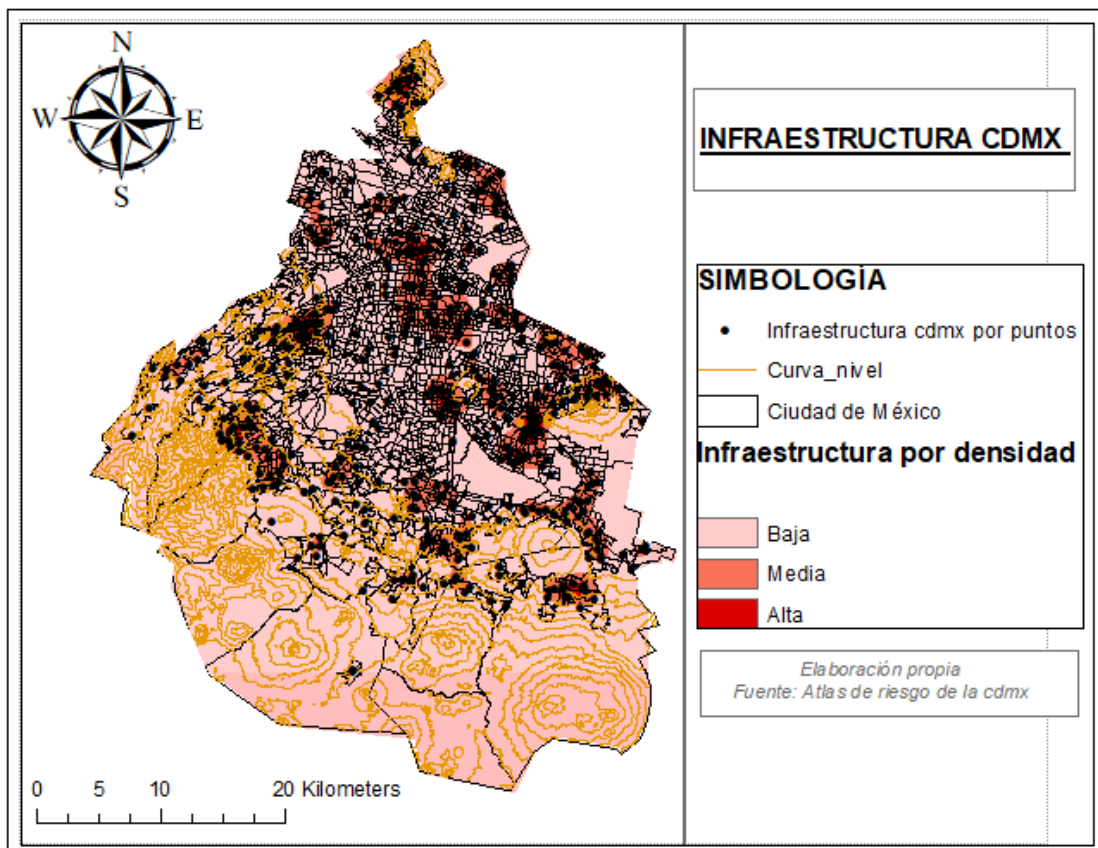 N
W E
S
INFRAESTRUCTURA CDMX
SIMBOLOGÍA
Infraestructura cdmx por puntos
Curva_nivel
Ciudad de México
Infraestructura por densidad
Baja
Media
Alta
Elaboración propia
Fuente: Atlas de riesgo de la cdmx
0 5 10 20 Kilometers